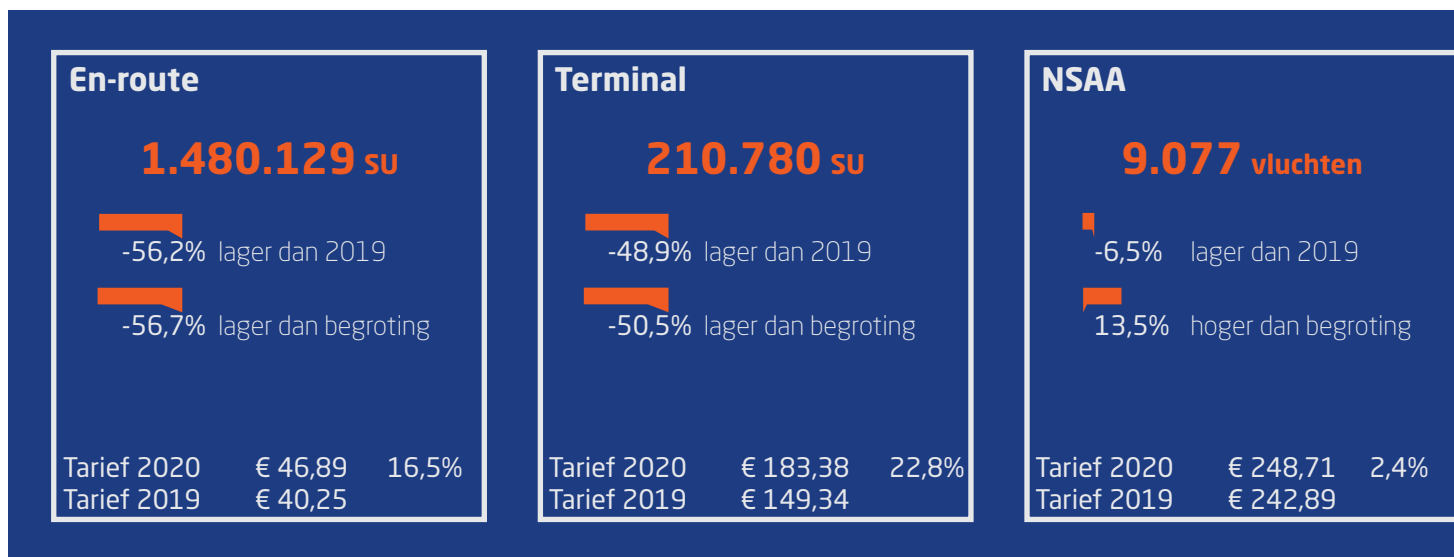 En-route
1.480.129 SU
-56,2% lager dan 2019
-56,7% lager dan begroting
Tarief 2020 € 46,89 16,5%
Tarief 2019 € 40,25
Terminal
210.780 SU
-48,9% lager dan 2019
-50,5% lager dan begroting
Tarief 2020 € 183,38 22,8%
Tarief 2019 € 149,34
NSAA
9.077 vluchten
-6,5% lager dan 2019
13,5% hoger dan begroting
Tarief 2020 € 248,71 2,4%
Tarief 2019 € 242,89